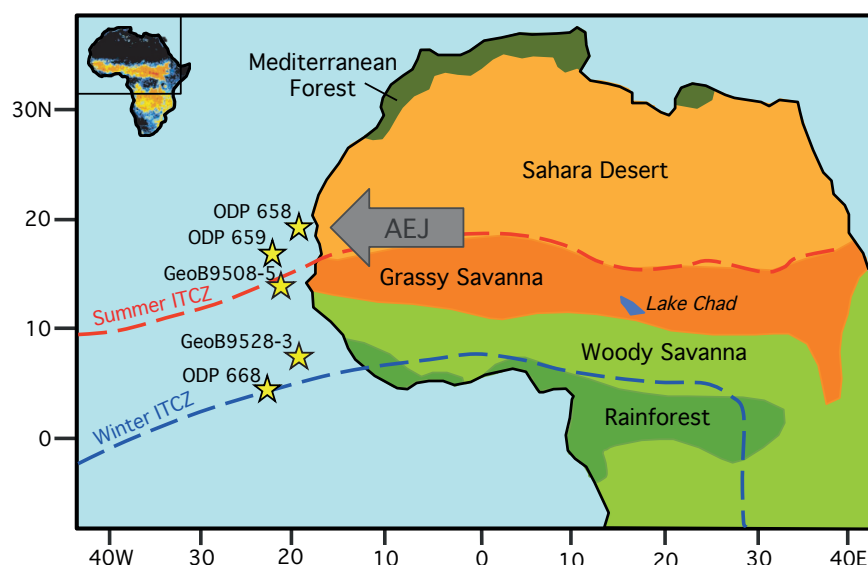 Mediterranean
Forest
30N
Sahara Desert
ODP 658
20
AEJ
ODP 659
GeoB9508-5
Grassy Savanna
Summer ITCZ
Lake Chad
10
GeoB9528-3
Woody Savanna
ODP 668
Rainforest
Winter ITCZ
0
40W
30
20
10
0
10
20
30
40E